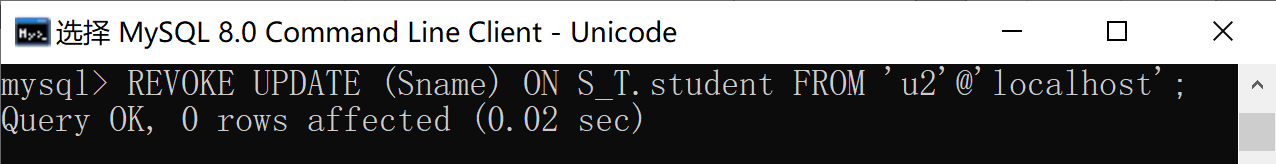 选择 MySQL 8.0 Command Line Client - Unicode
mysql> REVOKE UPDATE (Sname) ON S_T.student FROM 'u2'@'localhost';
Query OK, 0 rows affected (0.02 sec)